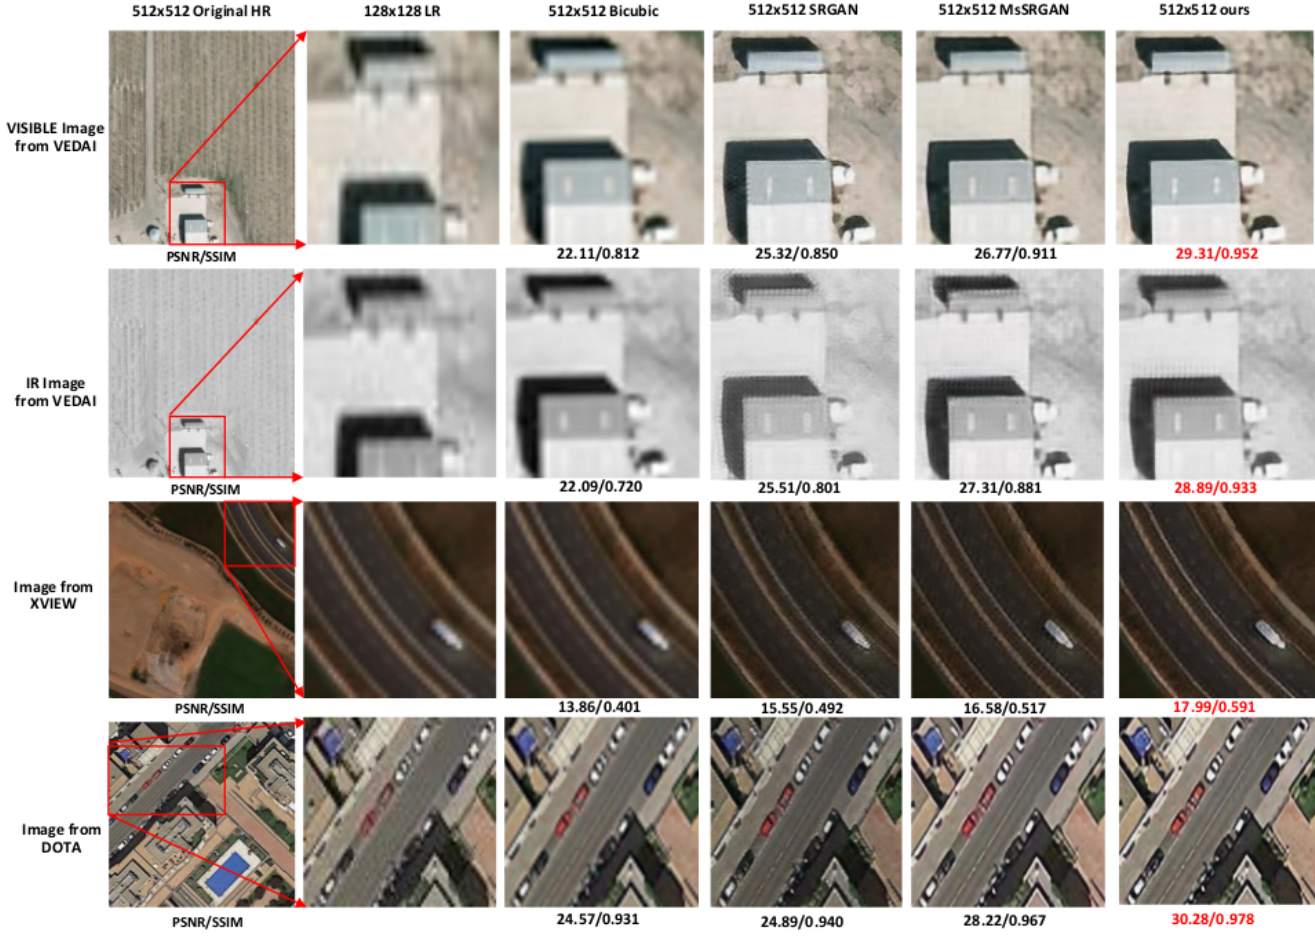 512x512 Original HR 128x128 LR 512x512 Bicubic 512x512 SRGAN 512x512 MsSRGAN 512x512 ours
VISIBLE Image
from VEDAI
PSNR/SSIM 22.11/0.812 25.32/0.850 26.77/0.911 29.31/0.952
IR Image
from VEDAI
PSNR/SSIM 22.09/0.720 25.51/0.801 27.31/0.881 28.89/0.933
Image from
XVIEW
PSNR/SSIM 13.86/0.401 15.55/0.492 16.58/0.517 17.99/0.591
Image from
DOTA
PSNR/SSIM 24.57/0.931 24.89/0.940 28.22/0.967 30.28/0.978